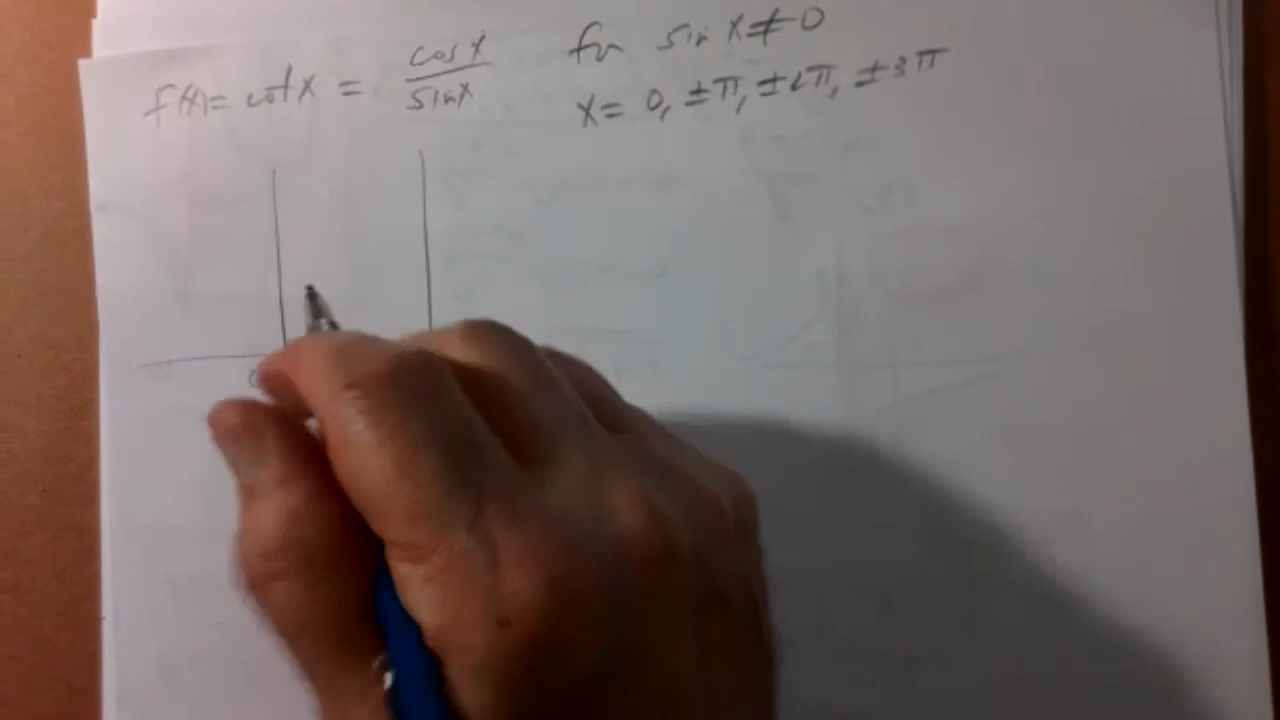 f(x) = cot x = cos x / sin x for sin x ≠ 0
x = 0, ±π, ±2π, ±3π